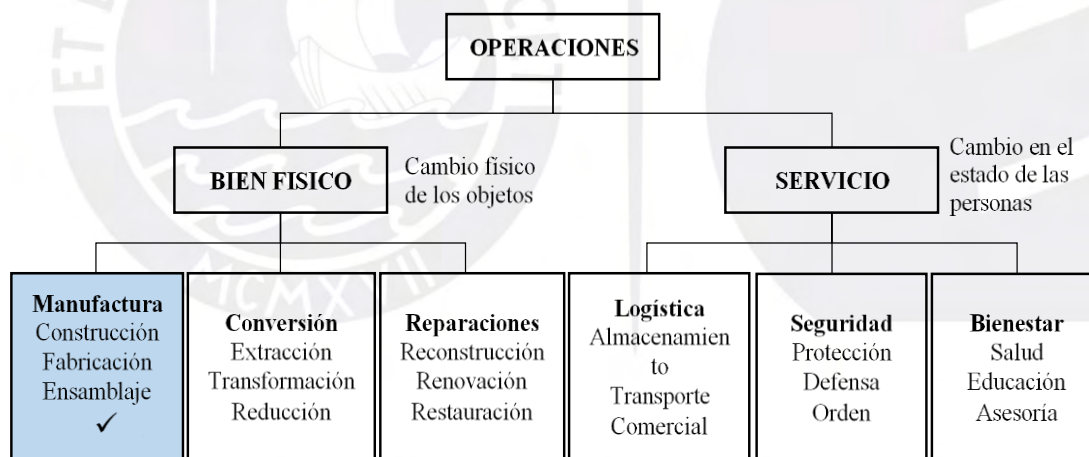 OPERACIONES
BIEN FISICO
Cambio físico
de los objetos
SERVICIO
Cambio en el
estado de las
personas
Manufactura
Construcción
Fabricación
Ensamblaje
✓
Conversión
Extracción
Transformación
Reducción
Reparaciones
Reconstrucción
Renovación
Restauración
Logística
Almacenamien
to
Transporte
Comercial
Seguridad
Protección
Defensa
Orden
Bienestar
Salud
Educación
Asesoría
ET
MCMXVII